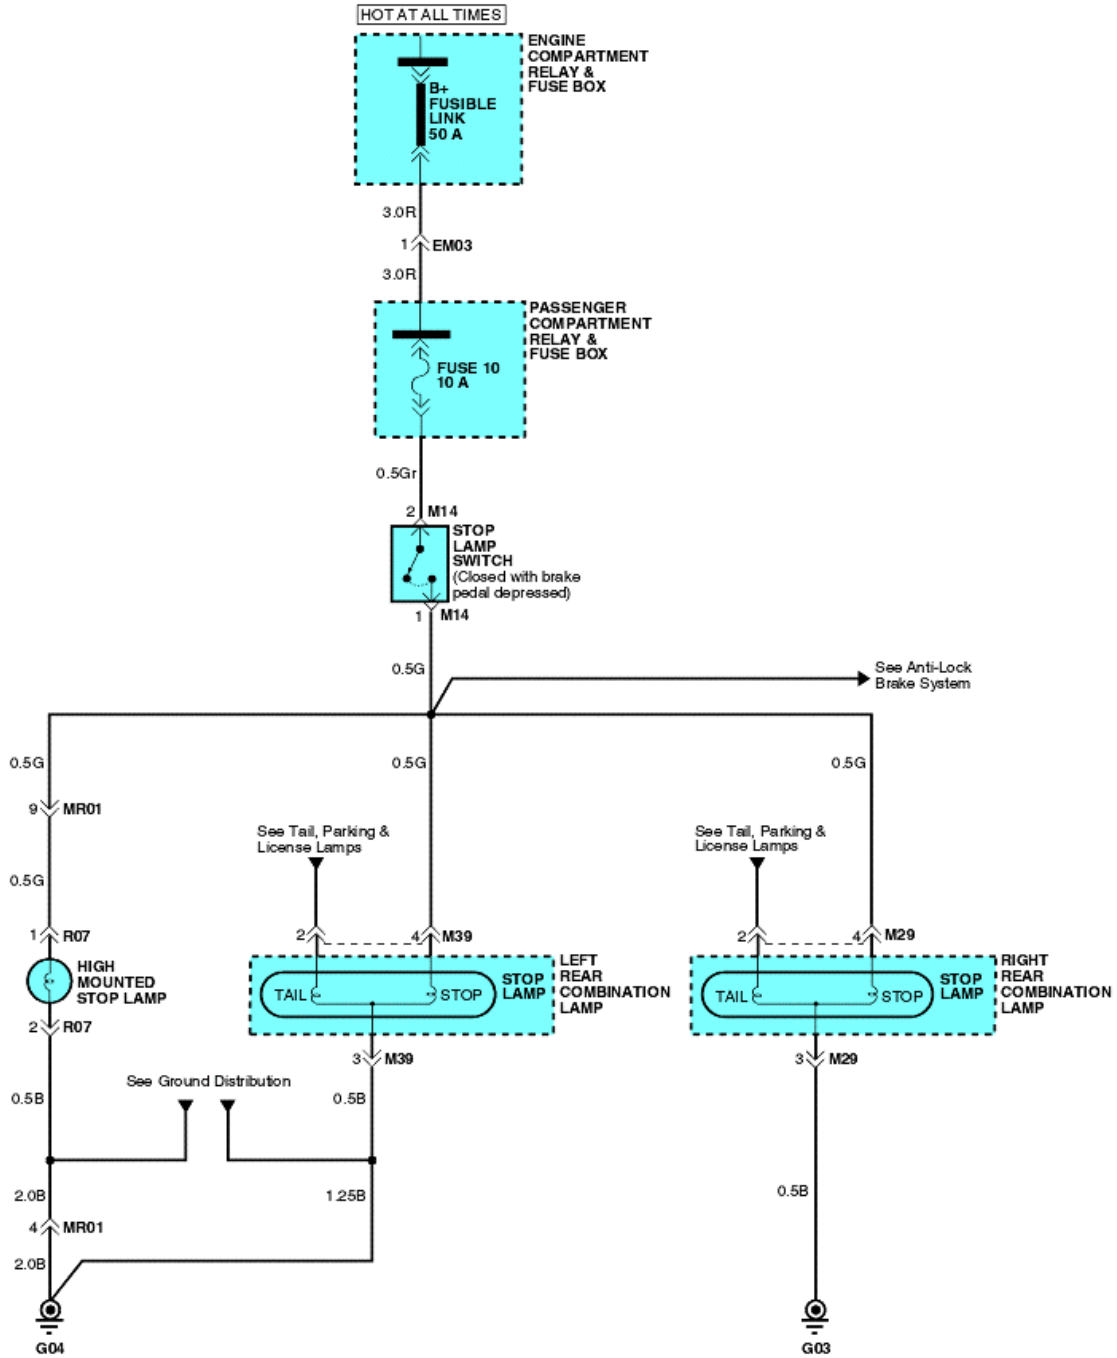 HOT AT ALL TIMES
ENGINE
COMPARTMENT
RELAY &
FUSE BOX
B+
FUSIBLE
LINK
50 A
3.0R
1 EM03
3.0R
PASSENGER
COMPARTMENT
RELAY &
FUSE BOX
FUSE 10
10 A
0.5Gr
2 M14
STOP
LAMP
SWITCH
(Closed with brake
pedal depressed)
1 M14
0.5G
See Anti-Lock
Brake System
0.5G
0.5G
0.5G
9 MR01
See Tail, Parking &
License Lamps
See Tail, Parking &
License Lamps
0.5G
1 R07
2
4 M39
2
4 M29
HIGH
MOUNTED
STOP LAMP
TAIL
STOP
STOP
LAMP
LEFT
REAR
COMBINATION
LAMP
TAIL
STOP
STOP
LAMP
RIGHT
REAR
COMBINATION
LAMP
2 R07
3 M39
3 M29
See Ground Distribution
0.5B
0.5B
2.0B
1.25B
0.5B
4 MR01
2.0B
G04
G03